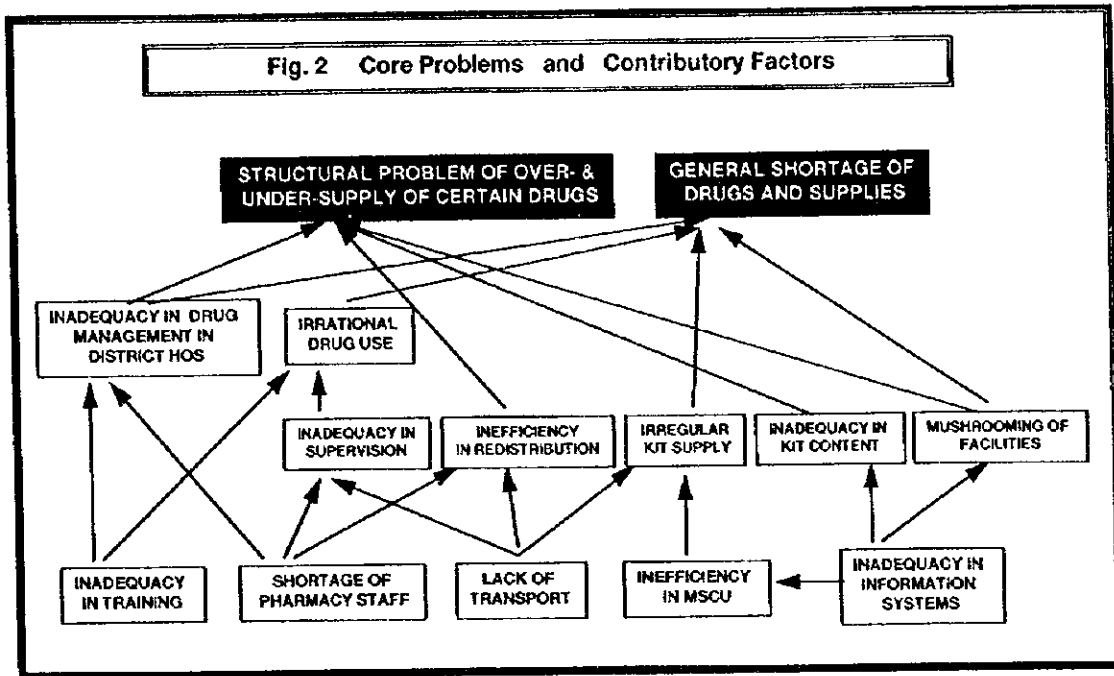 Fig. 2 Core Problems and Contributory Factors
STRUCTURAL PROBLEM OF OVER- &
UNDER-SUPPLY OF CERTAIN DRUGS
GENERAL SHORTAGE OF
DRUGS AND SUPPLIES
INADEQUACY IN DRUG
MANAGEMENT IN
DISTRICT HOS
IRRATIONAL
DRUG USE
INADEQUACY IN
SUPERVISION
INEFFICIENCY
IN REDISTRIBUTION
IRREGULAR
KIT SUPPLY
INADEQUACY IN
KIT CONTENT
MUSHROOMING OF
FACILITIES
INADEQUACY
IN TRAINING
SHORTAGE OF
PHARMACY STAFF
LACK OF
TRANSPORT
INEFFICIENCY
IN MSCU
INADEQUACY IN
INFORMATION
SYSTEMS